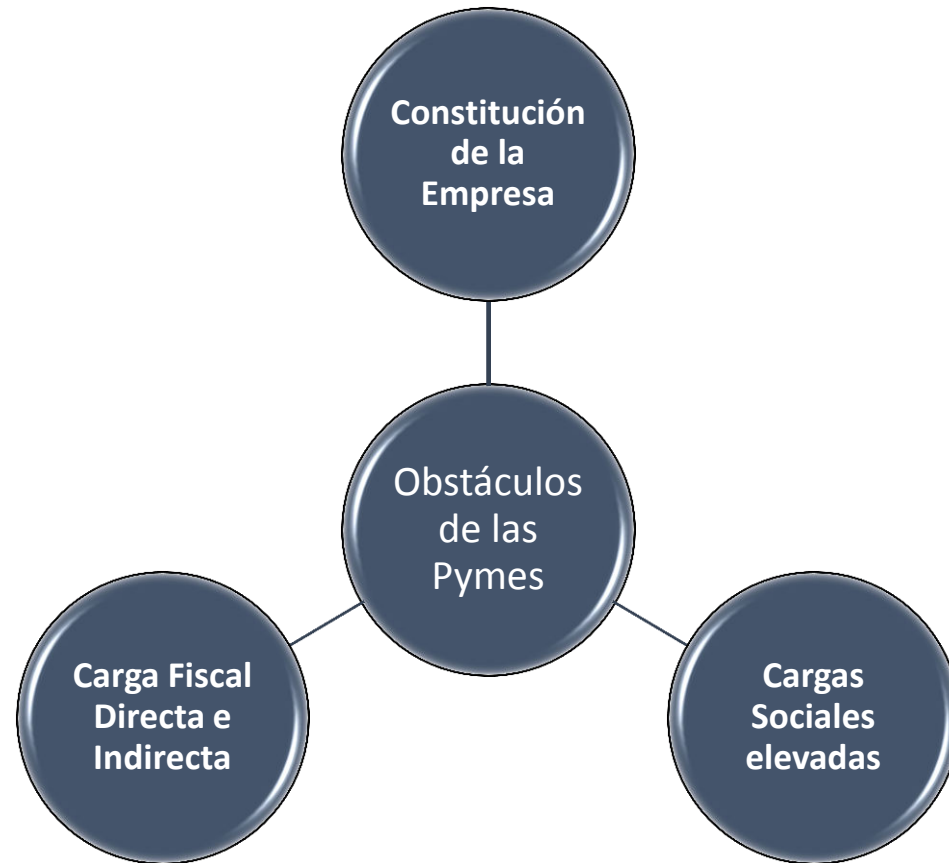 Constitución
de la
Empresa
Obstáculos
de las
Pymes
Carga Fiscal
Directa e
Indirecta
Cargas
Sociales
elevadas